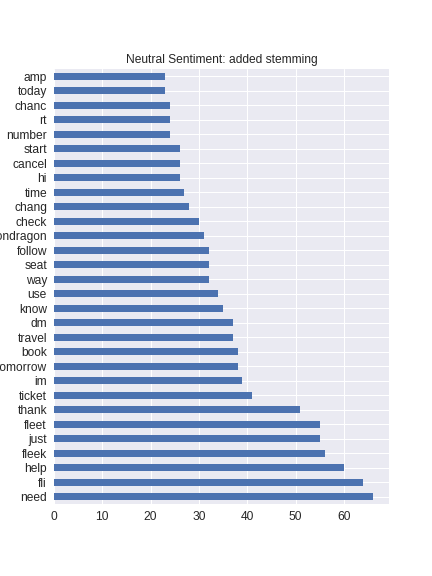 Neutral Sentiment: added stemming
amp
today
chanc
rt
number
start
cancel
hi
time
chang
check
ondragon
follow
seat
way
use
know
dm
travel
book
omorrow
im
ticket
thank
fleet
just
fleek
help
fli
need
0 10 20 30 40 50 60